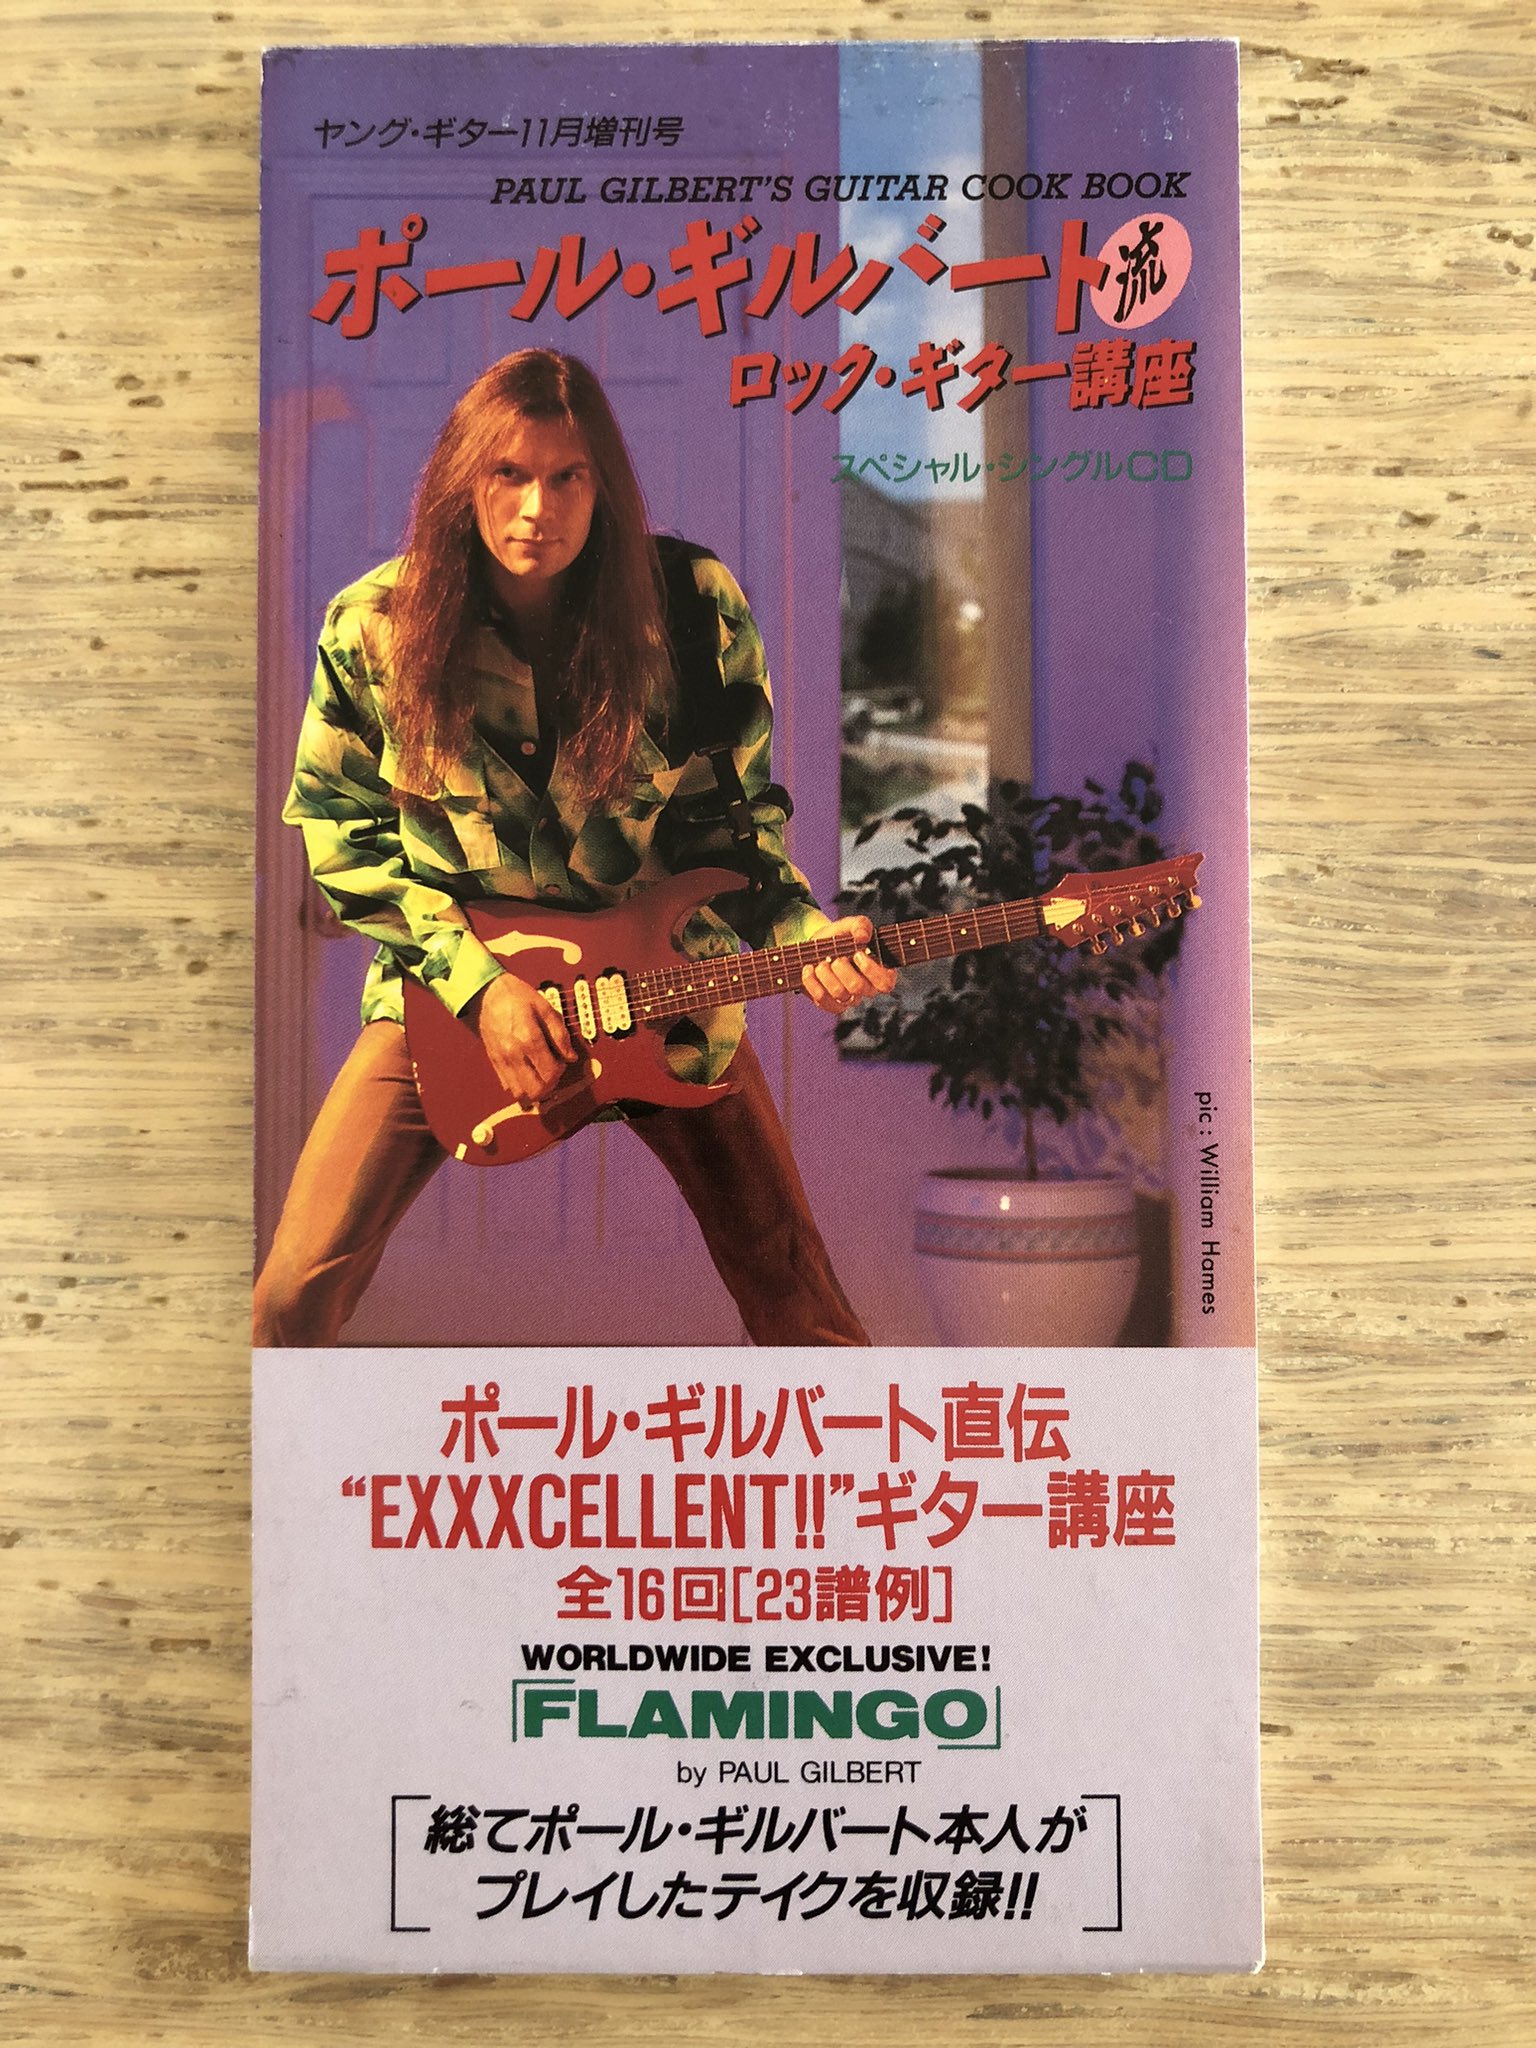 ヤング・ギター11月増刊号
PAUL GILBERT'S GUITAR COOK BOOK
ポール・ギルバート流
ロック・ギター講座
スペシャル・シングルCD
pic : William Hames
ポール・ギルバート直伝
“EXXXCELLENT!!”ギター講座
全16回[23譜例]
WORLDWIDE EXCLUSIVE!
「FLAMINGO」
by PAUL GILBERT
総てポール・ギルバート本人が
プレイしたテイクを収録!!